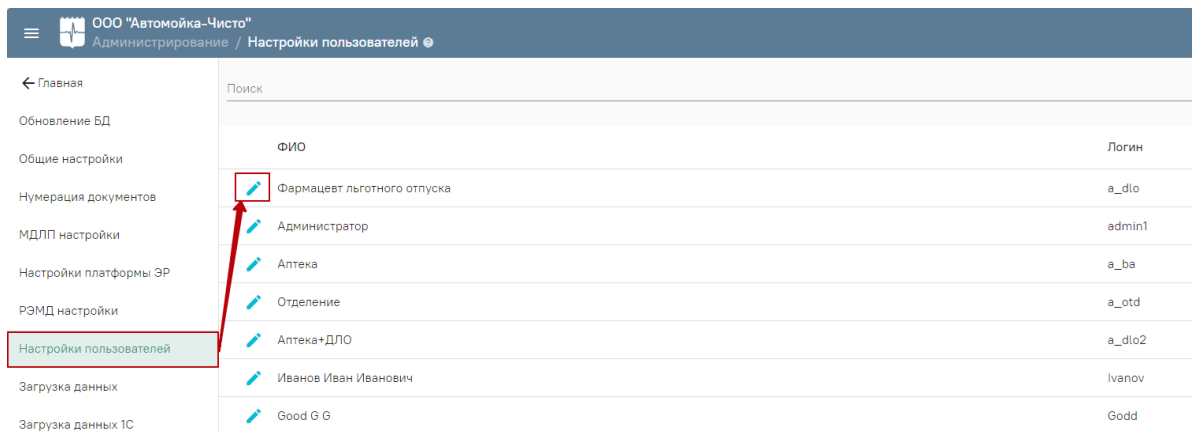 ООО "Автомойка-Чисто"
Администрирование / Настройки пользователей
Главная
Обновление БД
Общие настройки
Нумерация документов
МДЛП настройки
Настройки платформы ЭР
РЭМД настройки
Настройки пользователей
Загрузка данных
Загрузка данных 1С
Поиск
ФИО Логин
Фармацевт льготного отпуска a_dlo
Администратор admin1
Аптека a_ba
Отделение a_otd
Аптека+ДЛО a_dlo2
Иванов Иван Иванович Ivanov
Good G G Godd